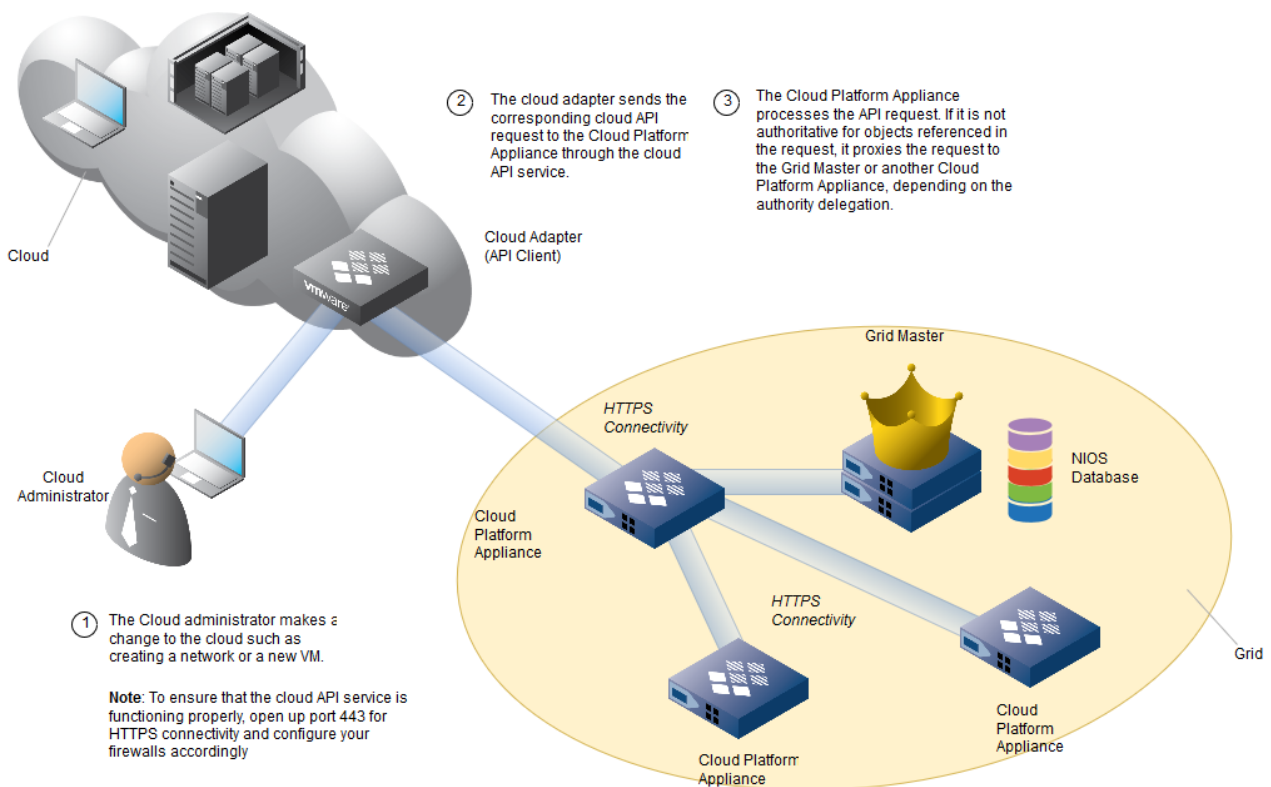 2 The cloud adapter sends the
corresponding cloud API
request to the Cloud Platform
Appliance through the cloud
API service.
3 The Cloud Platform Appliance
processes the API request. If it is not
authoritative for objects referenced in
the request, it proxies the request to
the Grid Master or another Cloud
Platform Appliance, depending on the
authority delegation.
Cloud
Cloud Adapter
(API Client)
vmware
Grid Master
HTTPS
Connectivity
NIOS
Database
Cloud
Administrator
Cloud
Platform
Appliance
HTTPS
Connectivity
1 The Cloud administrator makes a
change to the cloud such as
creating a network or a new VM.
Note: To ensure that the cloud API service is
functioning properly, open up port 443 for
HTTPS connectivity and configure your
firewalls accordingly
Grid
Cloud
Platform
Appliance
Cloud Platform
Appliance